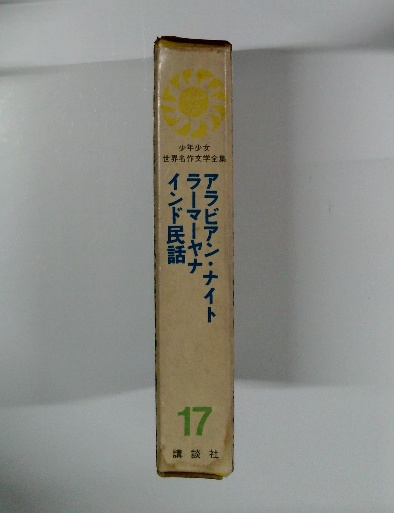 少年少女
世界名作文学全集
アラビアン・ナイト
ラーマーヤナ
インド民話
17
講談社